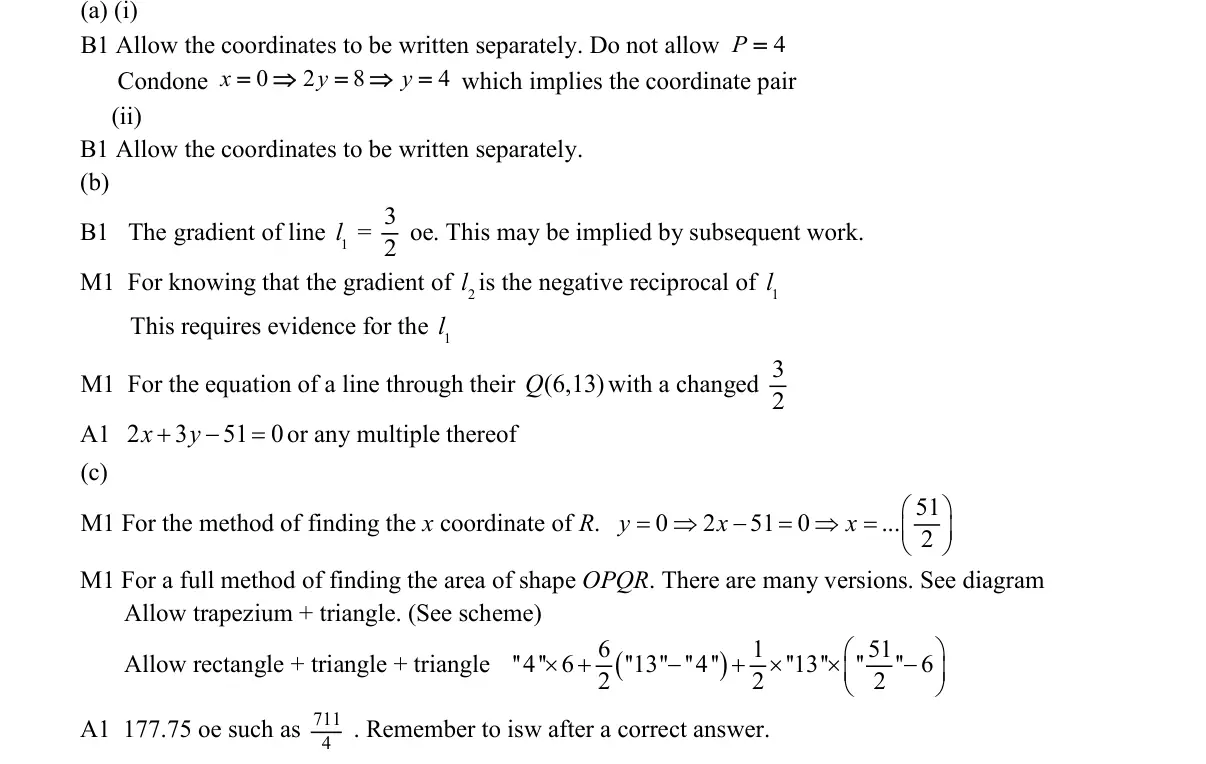 (a) (i)
B1 Allow the coordinates to be written separately. Do not allow P = 4
Condone x = 0 ⇒ 2y = 8 ⇒ y = 4 which implies the coordinate pair
(ii)
B1 Allow the coordinates to be written separately.
(b)
B1 The gradient of line l₁ = 3/2 oe. This may be implied by subsequent work.
M1 For knowing that the gradient of l₂ is the negative reciprocal of l₁
This requires evidence for the l₁
M1 For the equation of a line through their Q(6,13) with a changed 3/2
A1 2x + 3y − 51 = 0 or any multiple thereof
(c)
M1 For the method of finding the x coordinate of R. y = 0 ⇒ 2x − 51 = 0 ⇒ x = ...(51/2)
M1 For a full method of finding the area of shape OPQR. There are many versions. See diagram
Allow trapezium + triangle. (See scheme)
Allow rectangle + triangle + triangle "4"× 6 + 6/2("13"− "4") + 1/2 × "13"×("51/2"− 6)
A1 177.75 oe such as 711/4 . Remember to isw after a correct answer.